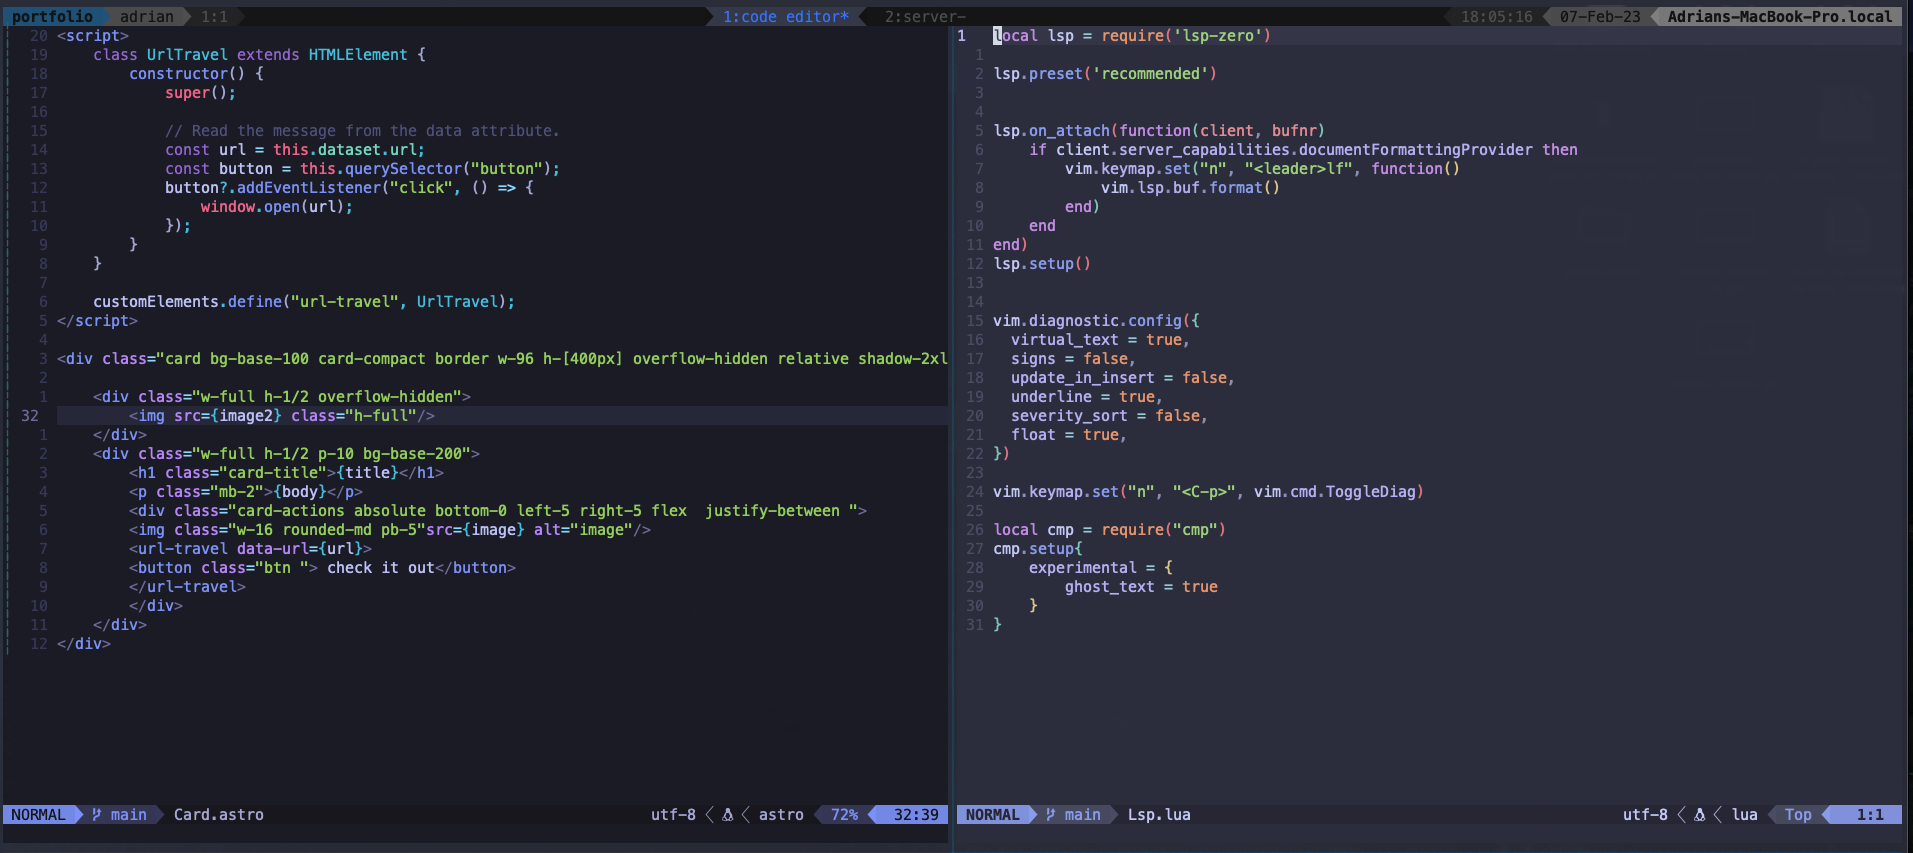 portfolio adrian 1:1 1:code editor* 2:server- 18:05:16 07-Feb-23 Adrians-MacBook-Pro.local
20 <script>
19     class UrlTravel extends HTMLElement {
18         constructor() {
17             super();
16
15             // Read the message from the data attribute.
14             const url = this.dataset.url;
13             const button = this.querySelector("button");
12             button?.addEventListener("click", () => {
11                 window.open(url);
10             });
9         }
8     }
7
6     customElements.define("url-travel", UrlTravel);
5 </script>
4
3 <div class="card bg-base-100 card-compact border w-96 h-[400px] overflow-hidden relative shadow-2xl
2
1     <div class="w-full h-1/2 overflow-hidden">
32         <img src={image2} class="h-full"/>
1     </div>
2     <div class="w-full h-1/2 p-10 bg-base-200">
3         <h1 class="card-title">{title}</h1>
4         <p class="mb-2">{body}</p>
5         <div class="card-actions absolute bottom-0 left-5 right-5 flex  justify-between ">
6         <img class="w-16 rounded-md pb-5"src={image} alt="image"/>
7         <url-travel data-url={url}>
8         <button class="btn "> check it out</button>
9         </url-travel>
10         </div>
11     </div>
12 </div>
NORMAL main Card.astro utf-8 astro 72% 32:39
1 local lsp = require('lsp-zero')
1
2 lsp.preset('recommended')
3
4
5 lsp.on_attach(function(client, bufnr)
6     if client.server_capabilities.documentFormattingProvider then
7         vim.keymap.set("n", "<leader>lf", function()
8             vim.lsp.buf.format()
9         end)
10     end
11 end)
12 lsp.setup()
13
14
15 vim.diagnostic.config({
16   virtual_text = true,
17   signs = false,
18   update_in_insert = false,
19   underline = true,
20   severity_sort = false,
21   float = true,
22 })
23
24 vim.keymap.set("n", "<C-p>", vim.cmd.ToggleDiag)
25
26 local cmp = require("cmp")
27 cmp.setup{
28     experimental = {
29         ghost_text = true
30     }
31 }
NORMAL main Lsp.lua utf-8 lua Top 1:1